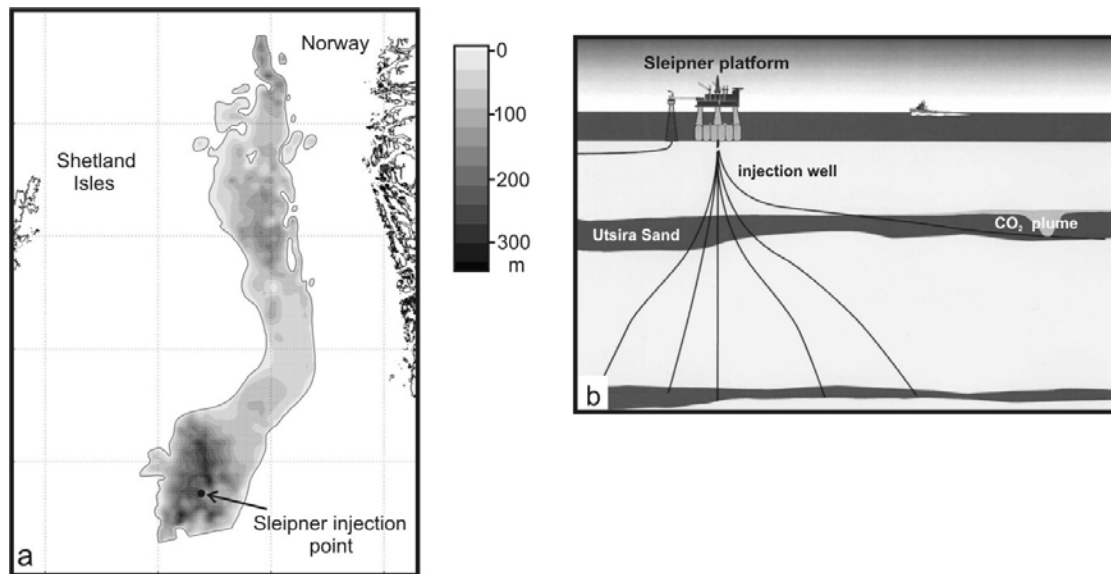 Norway
Shetland
Isles
Sleipner injection
point
a
0
100
200
300
m
Sleipner platform
injection well
Utsira Sand
CO₂ plume
b